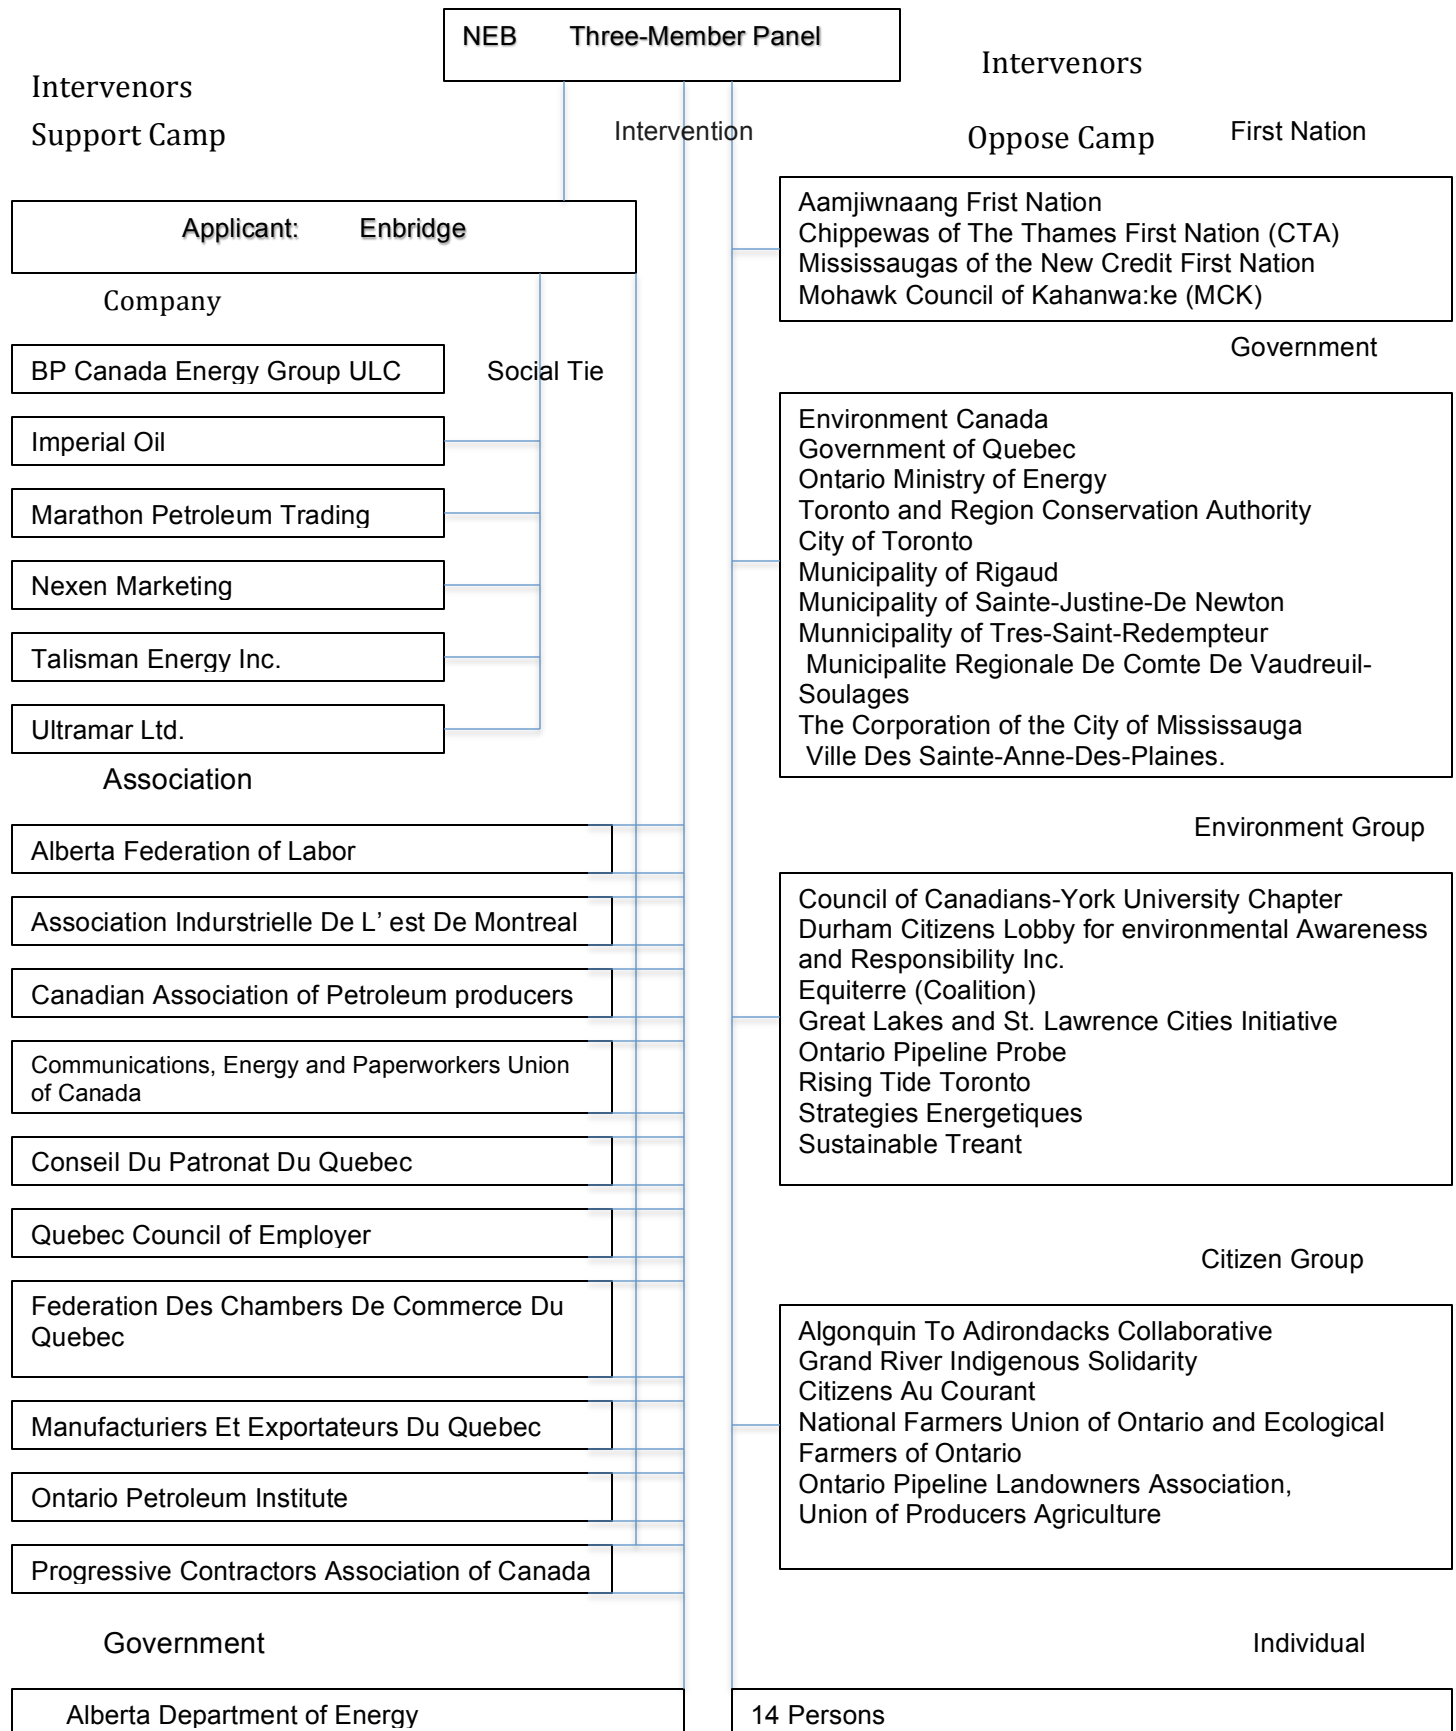 NEB Three-Member Panel
Intervenors
Support Camp
Intervention
Applicant: Enbridge
Company
BP Canada Energy Group ULC
Social Tie
Imperial Oil
Marathon Petroleum Trading
Nexen Marketing
Talisman Energy Inc.
Ultramar Ltd.
Association
Alberta Federation of Labor
Association Indurstrielle De L' est De Montreal
Canadian Association of Petroleum producers
Communications, Energy and Paperworkers Union
of Canada
Conseil Du Patronat Du Quebec
Quebec Council of Employer
Federation Des Chambers De Commerce Du
Quebec
Manufacturiers Et Exportateurs Du Quebec
Ontario Petroleum Institute
Progressive Contractors Association of Canada
Government
Alberta Department of Energy
Intervenors
Oppose Camp
First Nation
Aamjiwnaang Frist Nation
Chippewas of The Thames First Nation (CTA)
Mississaugas of the New Credit First Nation
Mohawk Council of Kahanwa:ke (MCK)
Government
Environment Canada
Government of Quebec
Ontario Ministry of Energy
Toronto and Region Conservation Authority
City of Toronto
Municipality of Rigaud
Municipality of Sainte-Justine-De Newton
Munnicipality of Tres-Saint-Redempteur
Municipalite Regionale De Comte De Vaudreuil-
Soulages
The Corporation of the City of Mississauga
Ville Des Sainte-Anne-Des-Plaines.
Environment Group
Council of Canadians-York University Chapter
Durham Citizens Lobby for environmental Awareness
and Responsibility Inc.
Equiterre (Coalition)
Great Lakes and St. Lawrence Cities Initiative
Ontario Pipeline Probe
Rising Tide Toronto
Strategies Energetiques
Sustainable Treant
Citizen Group
Algonquin To Adirondacks Collaborative
Grand River Indigenous Solidarity
Citizens Au Courant
National Farmers Union of Ontario and Ecological
Farmers of Ontario
Ontario Pipeline Landowners Association,
Union of Producers Agriculture
Individual
14 Persons